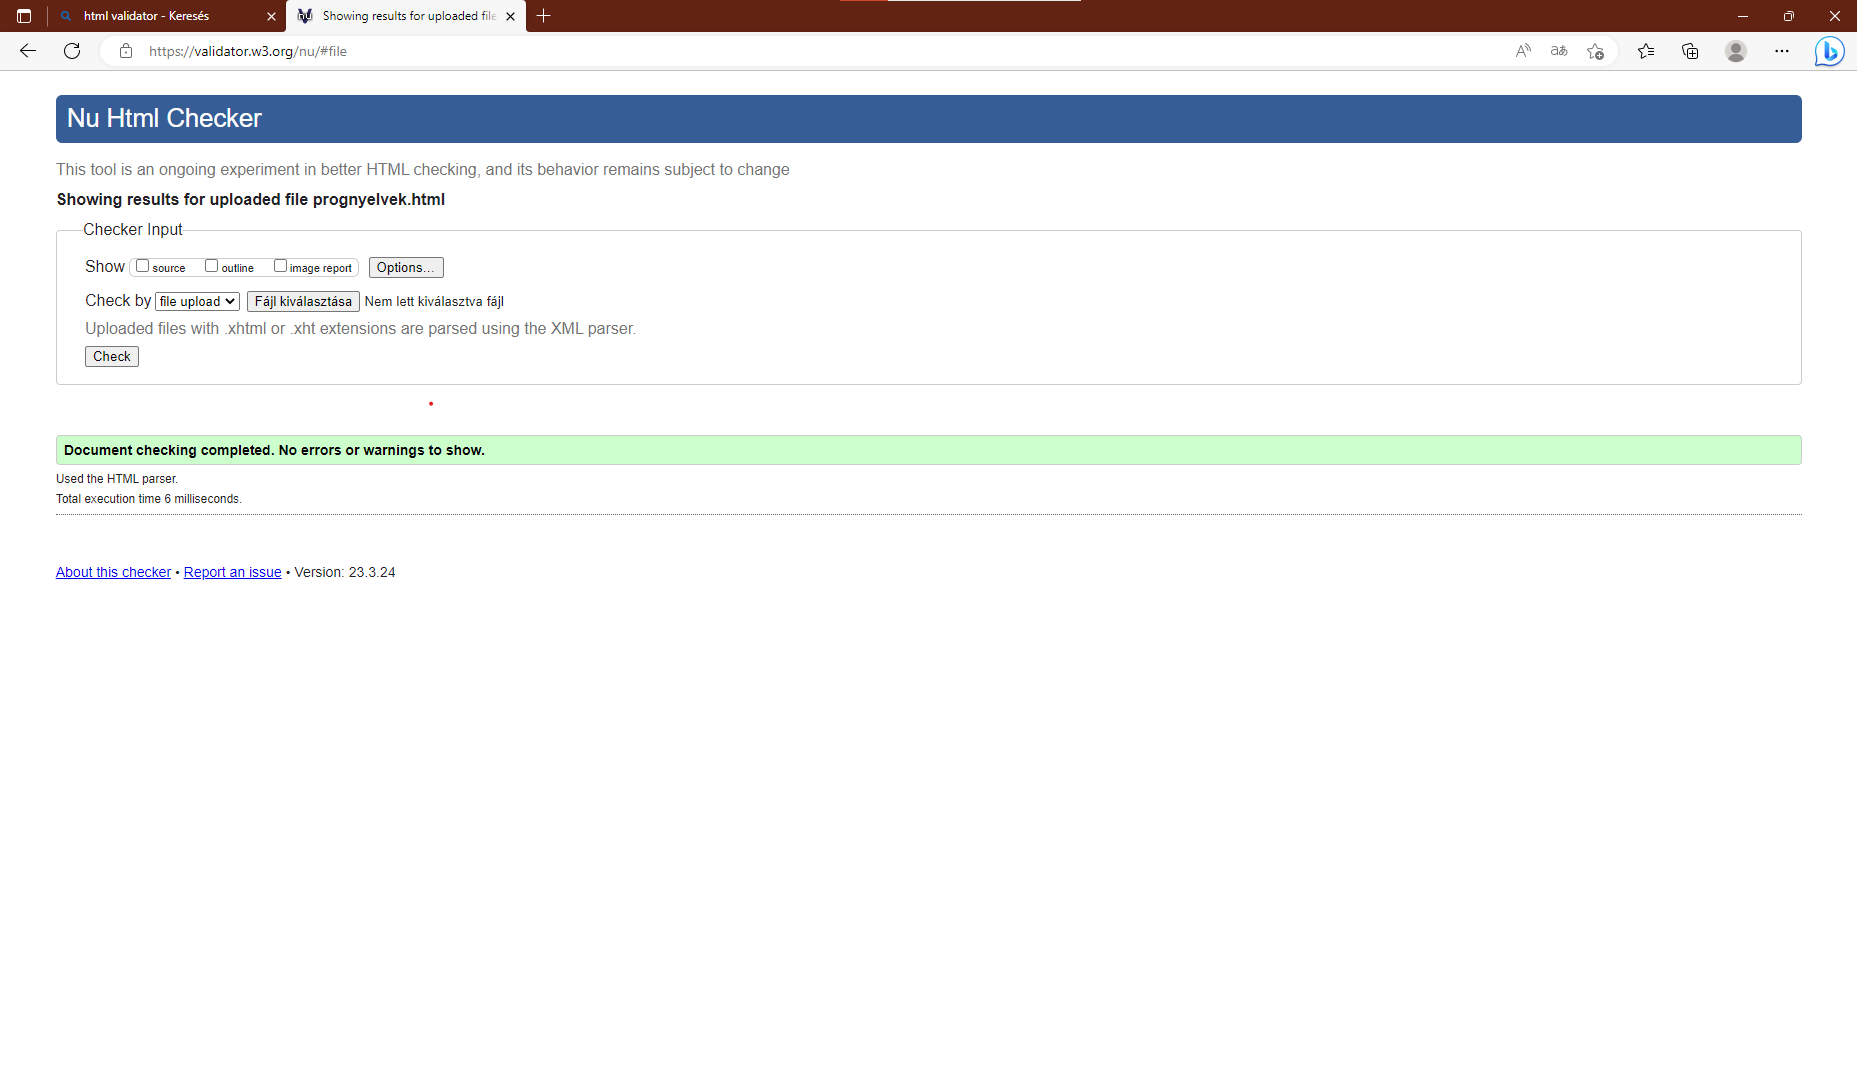 html validator - Keresés
Showing results for uploaded file
https://validator.w3.org/nu/#file
Nu Html Checker
This tool is an ongoing experiment in better HTML checking, and its behavior remains subject to change
Showing results for uploaded file prognyelvek.html
Checker Input
Show source outline image report Options...
Check by file upload Fájl kiválasztása Nem lett kiválasztva fájl
Uploaded files with .xhtml or .xht extensions are parsed using the XML parser.
Check
Document checking completed. No errors or warnings to show.
Used the HTML parser.
Total execution time 6 milliseconds.
About this checker • Report an issue • Version: 23.3.24